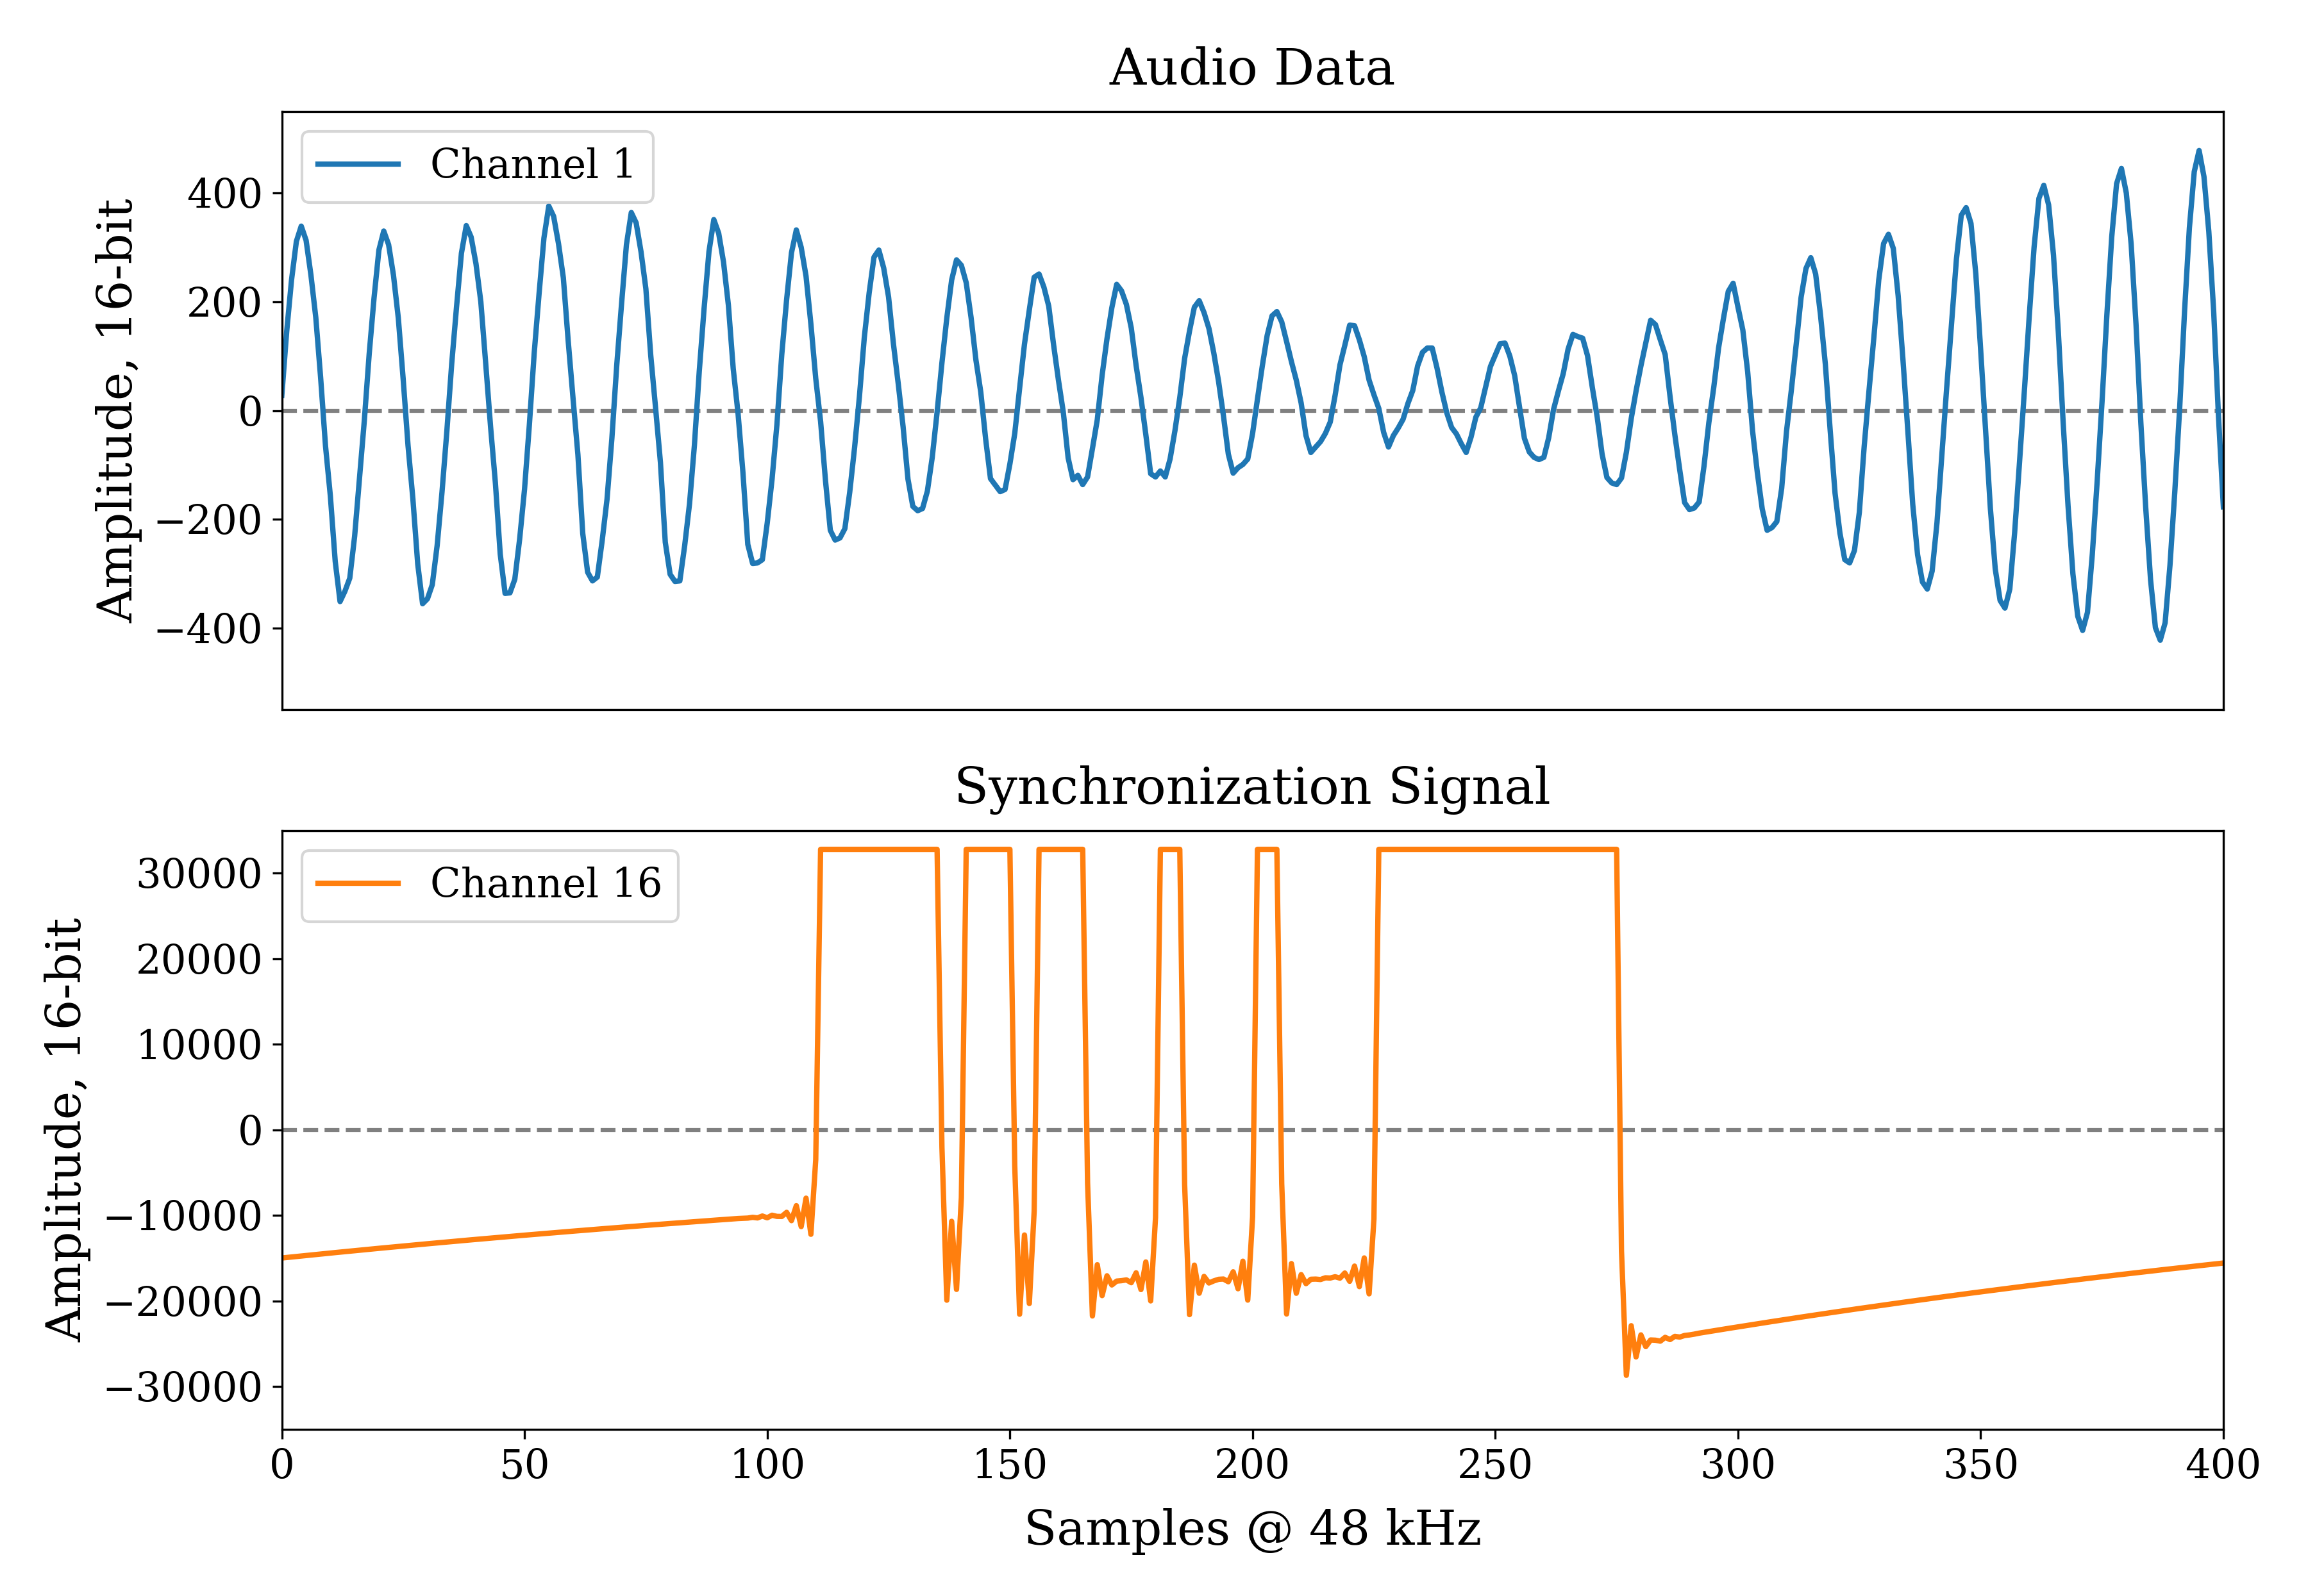 Audio Data
Channel 1
Amplitude, 16-bit
400
200
0
−200
−400
Synchronization Signal
Channel 16
Amplitude, 16-bit
30000
20000
10000
0
−10000
−20000
−30000
0 50 100 150 200 250 300 350 400
Samples @ 48 kHz